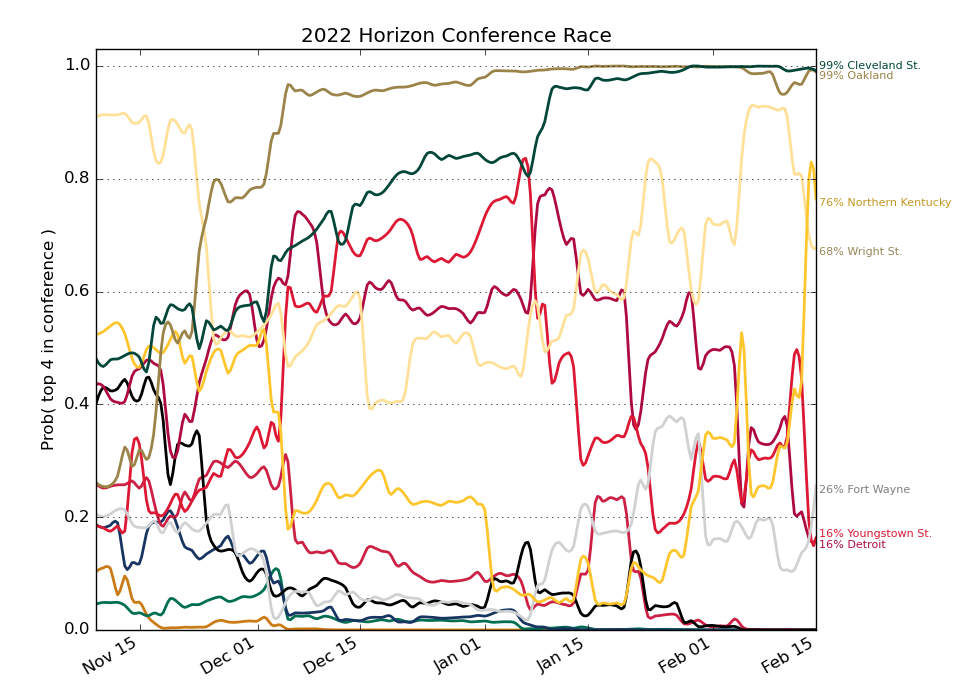 2022 Horizon Conference Race
Prob( top 4 in conference )
1.0
0.8
0.6
0.4
0.2
0.0
Nov 15
Dec 01
Dec 15
Jan 01
Jan 15
Feb 01
Feb 15
99% Cleveland St.
99% Oakland
76% Northern Kentucky
68% Wright St.
26% Fort Wayne
16% Youngstown St.
16% Detroit